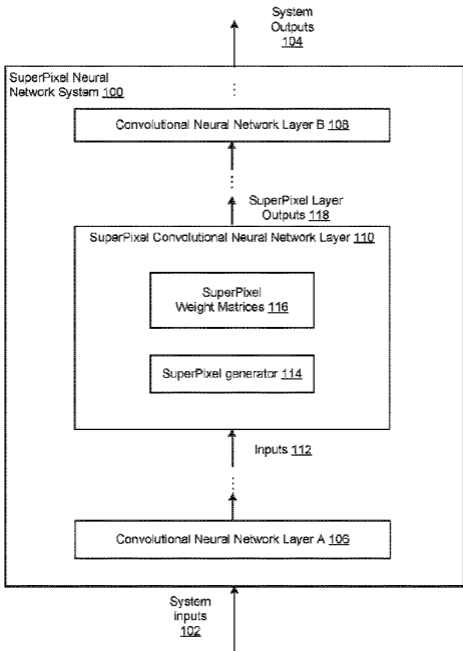 System
Outputs
104
SuperPixel Neural
Network System 100
Convolutional Neural Network Layer B 108
SuperPixel Layer
Outputs 118
SuperPixel Convolutional Neural Network Layer 110
SuperPixel
Weight Matrices 116
SuperPixel generator 114
Inputs 112
Convolutional Neural Network Layer A 106
System
inputs
102